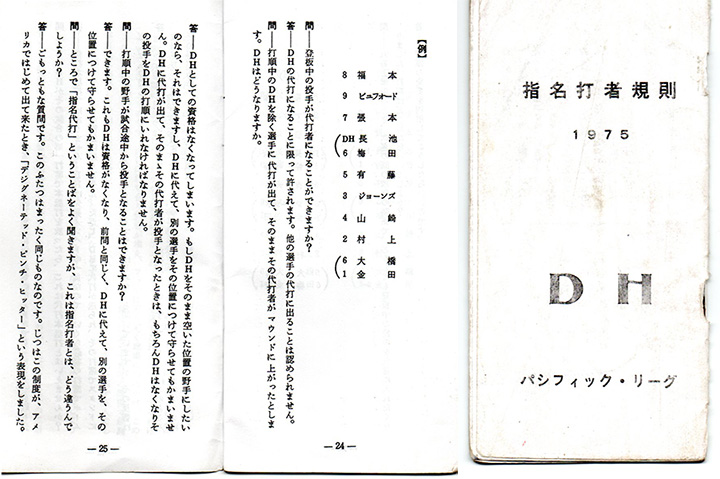 指名打者規則
1975
DH
パシフィック・リーグ
【例】
8 福本
9 ビュフォード
7 張本
DH 長池
6 梅田
5 有藤
3 ジョーンズ
4 山崎
2 村上
6 大橋
1 金田
問――登板中の投手が代打者になることができますか?
答――DHの代打になることに限って許されます。他の選手の代打に出ることは認められません。
問――打順中のDHを除く選手に代打が出て、そのままその代打者がマウンドに上がったとしま
す。DHはどうなりますか。
―24―
答――DHとしての資格はなくなってしまいます。もしDHをそのまま空いた位置の野手にしたい
のなら、それはできますし、DHに代えて、別の選手をその位置につけて守らせてもかまいませ
ん。DHに代打が出て、そのまゝその代打者が投手となったときは、もちろんDHはなくなりそ
の投手をDHの打順にいれなければなりません。
問――打順中の野手が試合途中から投手となることはできますか?
答――できます。これもDHは資格がなくなり、前問と同じく、DHに代えて、別の選手を、その
位置につけて守らせてもかまいません。
問――ところで「指名代打」ということばをよく聞きますが、これは指名打者とは、どう違うんで
しようか?
答――ごもっともな質問です。このふたつはまったく同じものなのです。じつはこの制度が、アメ
リカではじめて出て来たとき、「デジグネーテッド・ピンチ・ヒッター」という表現をしました。
―25―